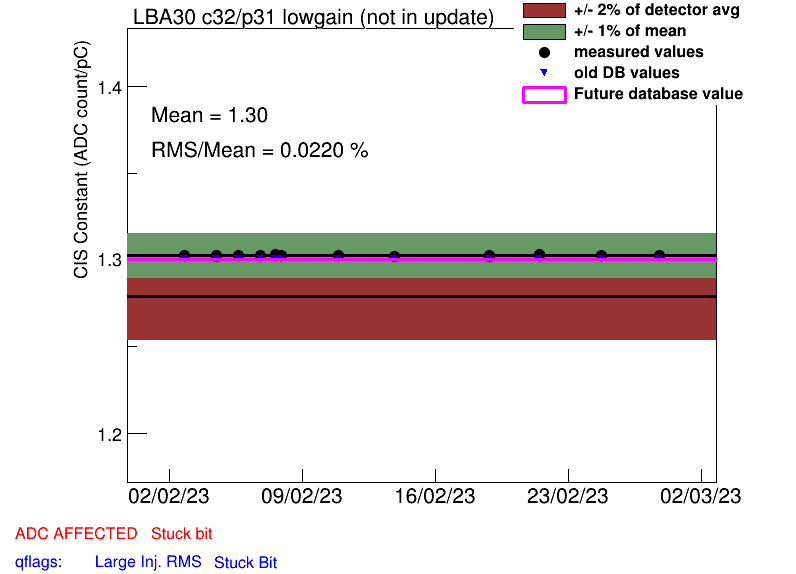 LBA30 c32/p31 lowgain (not in update)
+/- 2% of detector avg
+/- 1% of mean
measured values
old DB values
Future database value
CIS Constant (ADC count/pC)
1.4
Mean = 1.30
RMS/Mean = 0.0220 %
1.3
1.2
02/02/23 09/02/23 16/02/23 23/02/23 02/03/23
ADC AFFECTED Stuck bit
qflags: Large Inj. RMS Stuck Bit